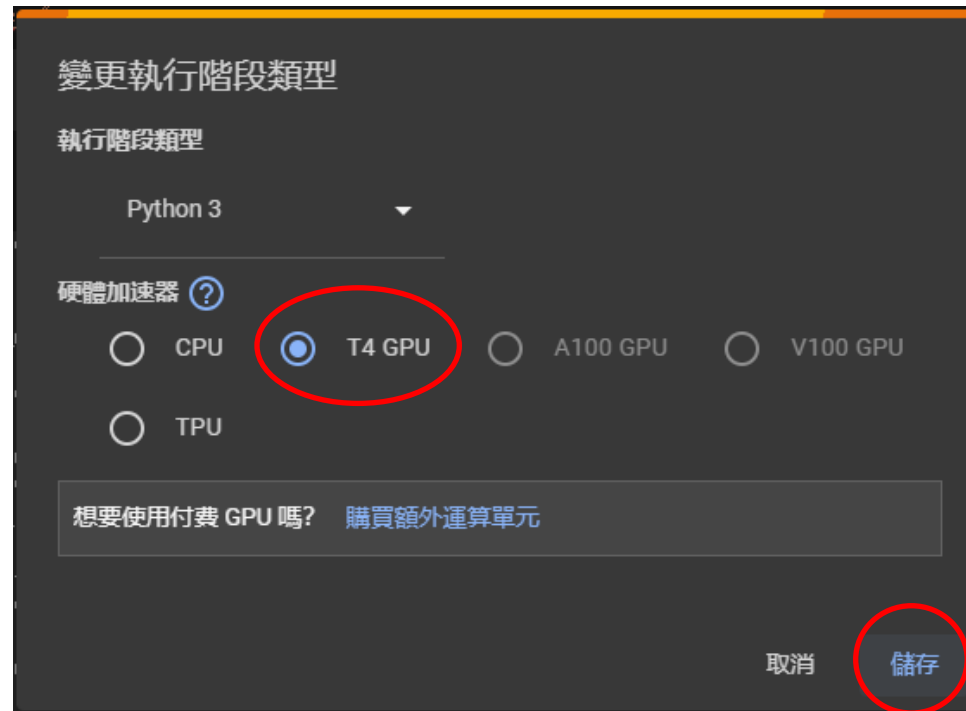 變更執行階段類型
執行階段類型
Python 3
硬體加速器 ?
CPU T4 GPU A100 GPU V100 GPU
TPU
想要使用付費 GPU 嗎? 購買額外運算單元
取消 儲存